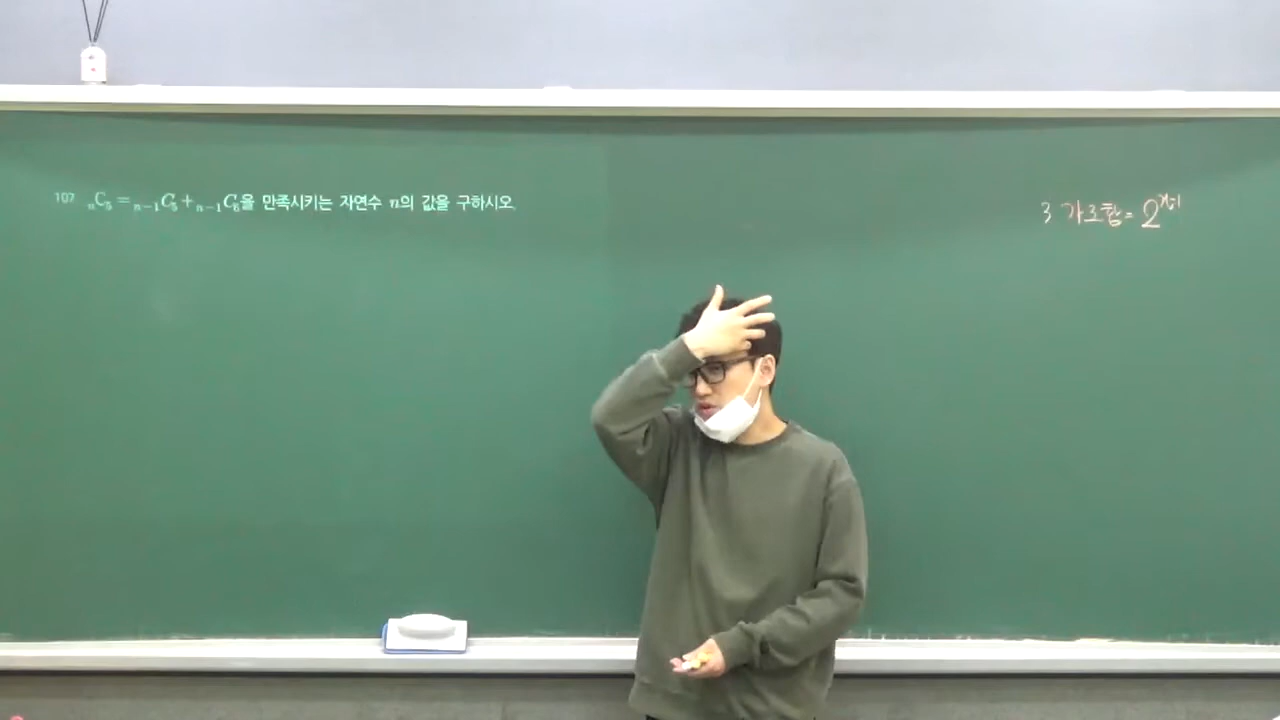 107 ₙC₅ = ₙ₋₁C₅ + ₙ₋₁C₆을 만족시키는 자연수 n의 값을 구하시오.
3 가로합 = 2ⁿ⁻¹